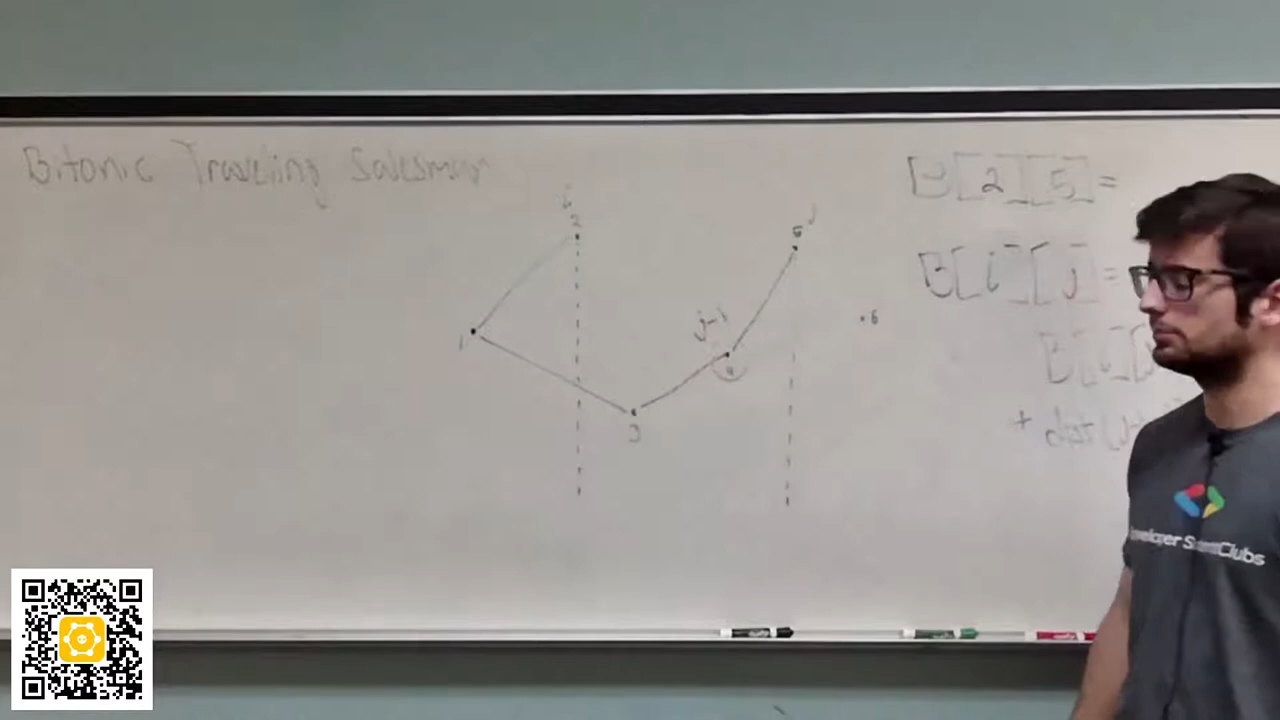 Bitonic Traveling Salesman
i
2
5 j
B[2][5]=
B[i][j]=
j-1
6
1
4
B[i][
3
+ dist(j-
Developer Student Clubs